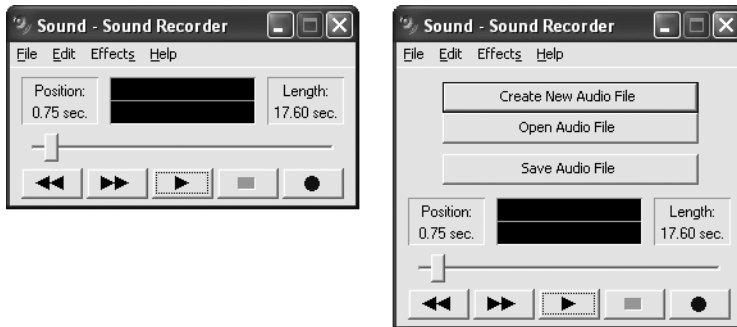 Sound - Sound Recorder
File Edit Effects Help
Position: Length:
0.75 sec. 17.60 sec.
Sound - Sound Recorder
File Edit Effects Help
Create New Audio File
Open Audio File
Save Audio File
Position: Length:
0.75 sec. 17.60 sec.